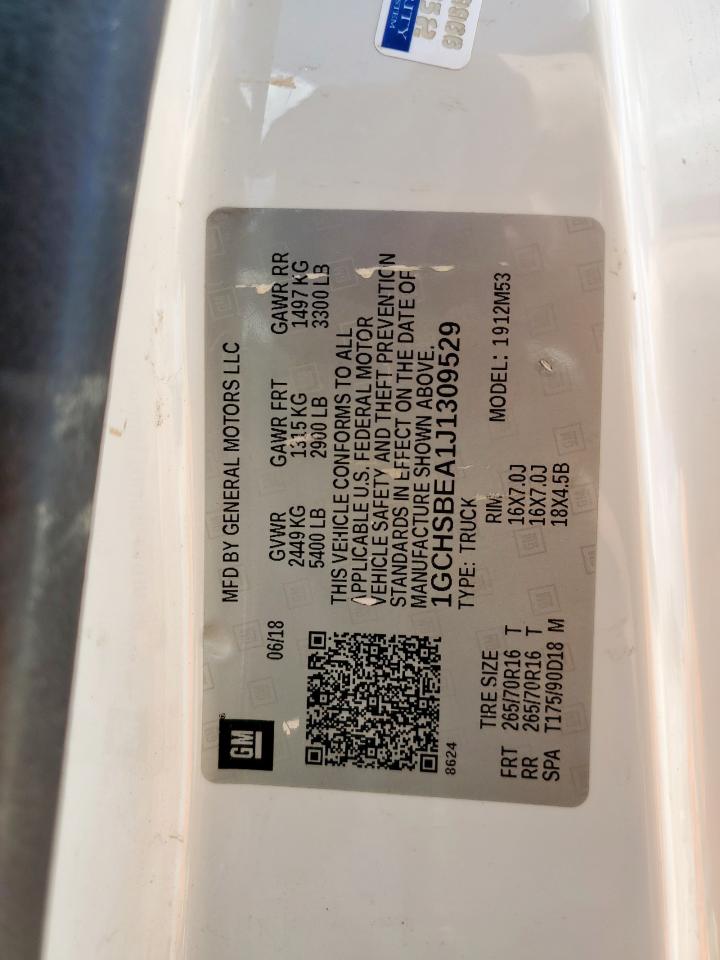 RITY
STEM
GM
MFD BY GENERAL MOTORS LLC
06/18
GVWR GAWR FRT GAWR RR
2449 KG 1315 KG 1497 KG
5400 LB 2900 LB 3300 LB
THIS VEHICLE CONFORMS TO ALL
APPLICABLE U.S. FEDERAL MOTOR
VEHICLE SAFETY AND THEFT PREVENTION
STANDARDS IN EFFECT ON THE DATE OF
MANUFACTURE SHOWN ABOVE.
1GCHSBEA1J1309529
TYPE: TRUCK
8624
MODEL: 1912M53
TIRE SIZE RIM
FRT 265/70R16 T 16X7.0J
RR 265/70R16 T 16X7.0J
SPA T175/90D18 M 18X4.5B